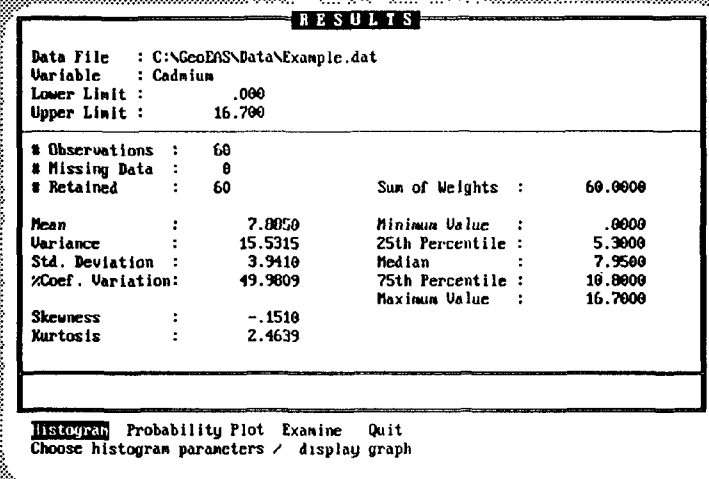 RESULTS
Data File : C:\GeoEAS\Data\Example.dat
Variable : Cadmium
Lower Limit : .000
Upper Limit : 16.700
# Observations : 60
# Missing Data : 0
# Retained : 60 Sum of Weights : 60.0000
Mean : 7.8850 Minimum Value : .0000
Variance : 15.5315 25th Percentile : 5.3000
Std. Deviation : 3.9410 Median : 7.9500
%Coef. Variation: 49.9809 75th Percentile : 10.8000
Maximum Value : 16.7000
Skewness : -.1510
Kurtosis : 2.4639
Histogram Probability Plot Examine Quit
Choose histogram parameters / display graph